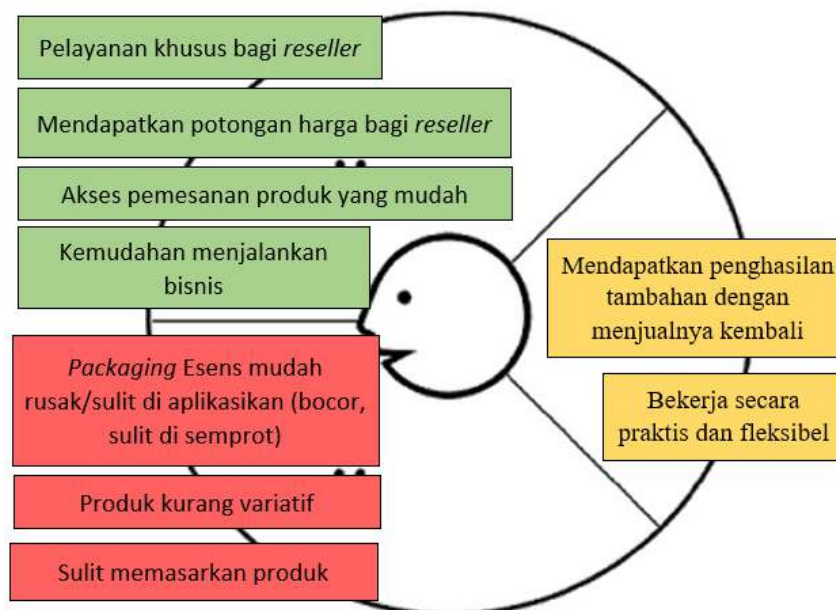 Pelayanan khusus bagi reseller
Mendapatkan potongan harga bagi reseller
Akses pemesanan produk yang mudah
Kemudahan menjalankan
bisnis
Packaging Esens mudah
rusak/sulit di aplikasikan (bocor,
sulit di semprot)
Produk kurang variatif
Sulit memasarkan produk
Mendapatkan penghasilan
tambahan dengan
menjualnya kembali
Bekerja secara
praktis dan fleksibel